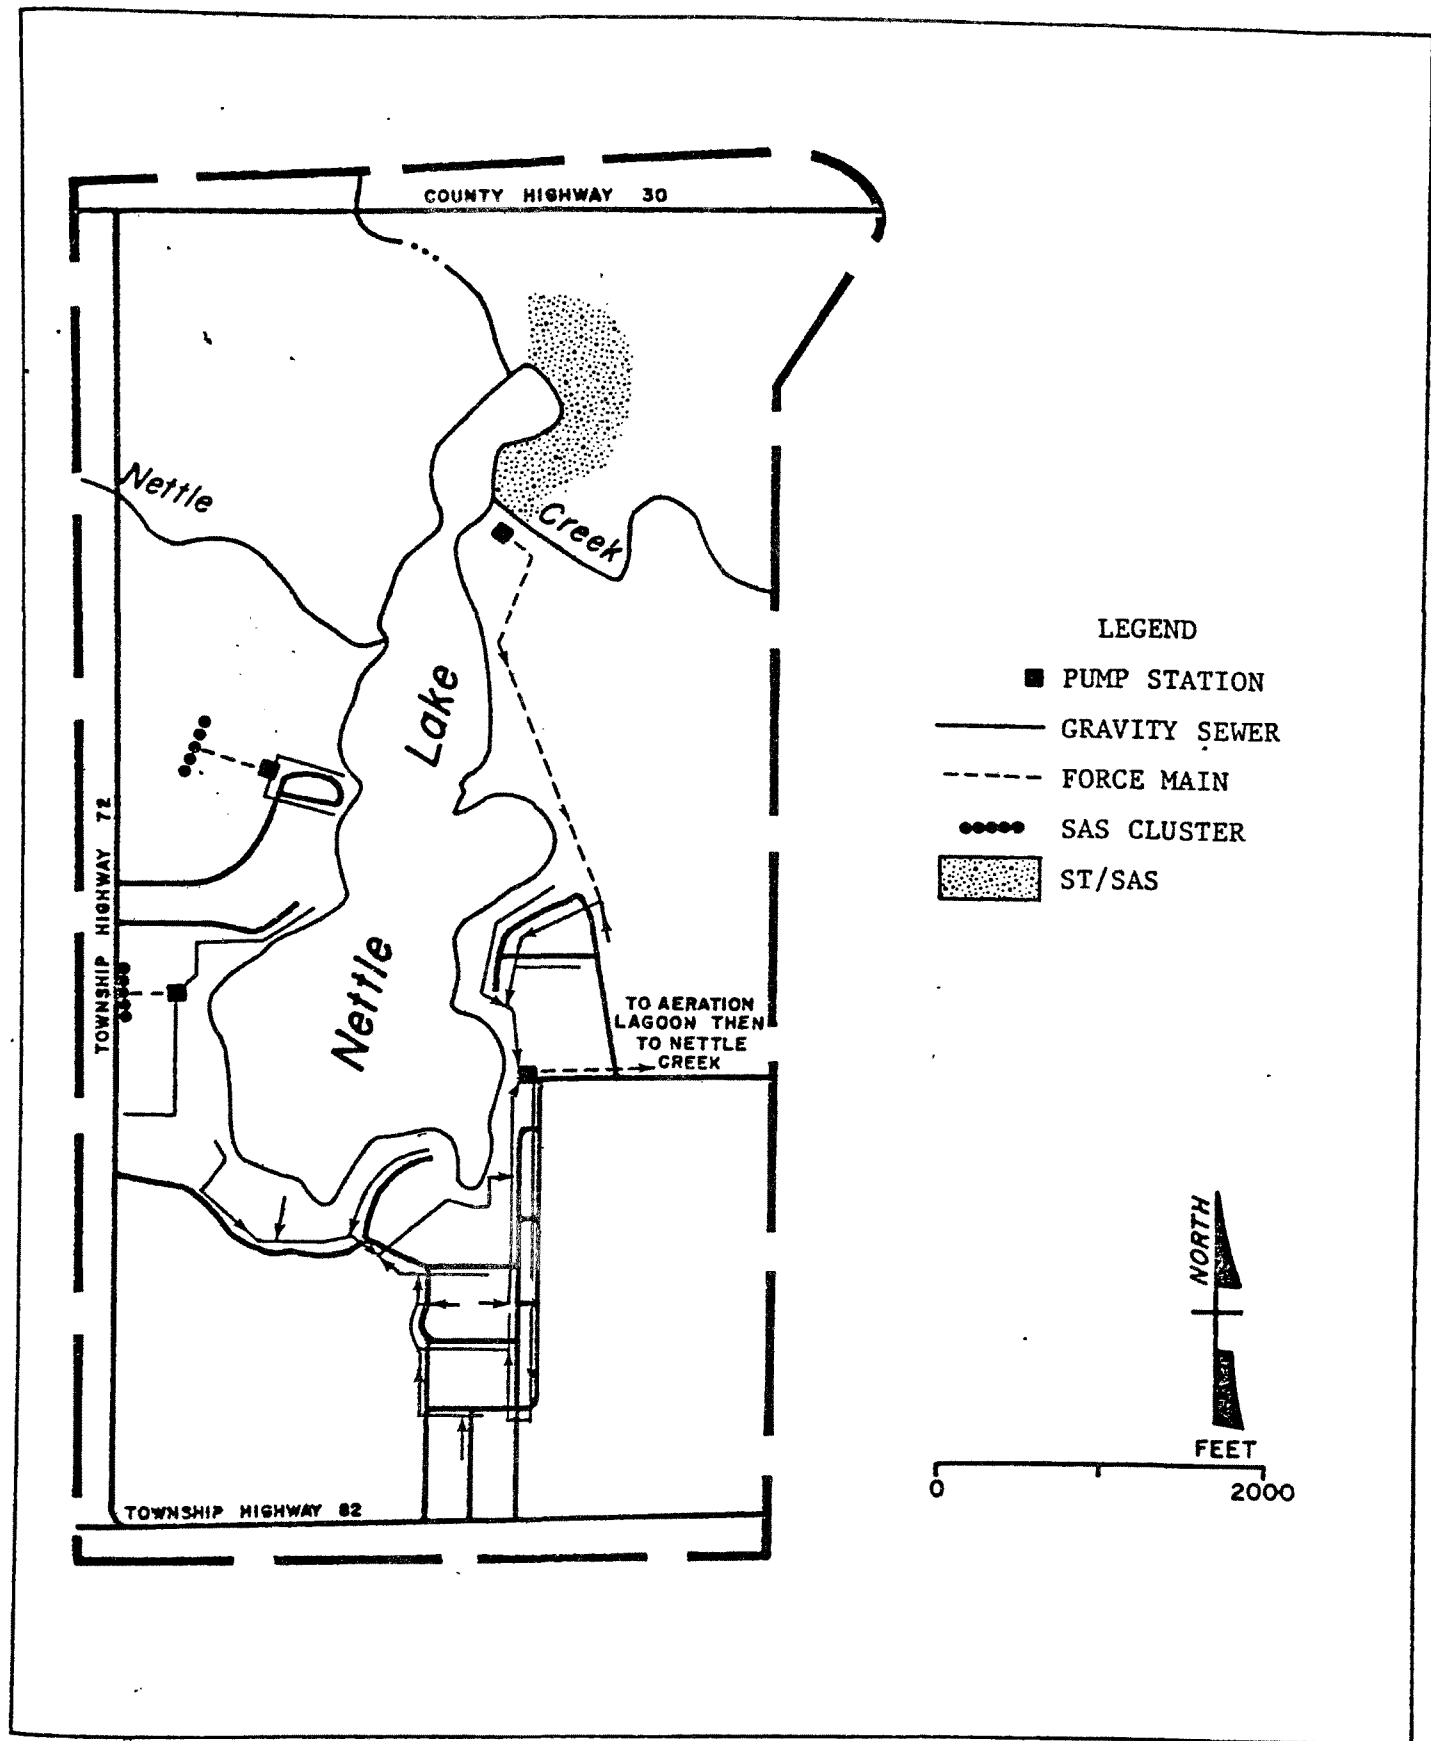 COUNTY HIGHWAY 30
Nettle
Creek
Lake
Nettle
TOWNSHIP HIGHWAY 72
TO AERATION
LAGOON THEN
TO NETTLE
CREEK
TOWNSHIP HIGHWAY 82
LEGEND
PUMP STATION
GRAVITY SEWER
FORCE MAIN
SAS CLUSTER
ST/SAS
NORTH
FEET
0 2000